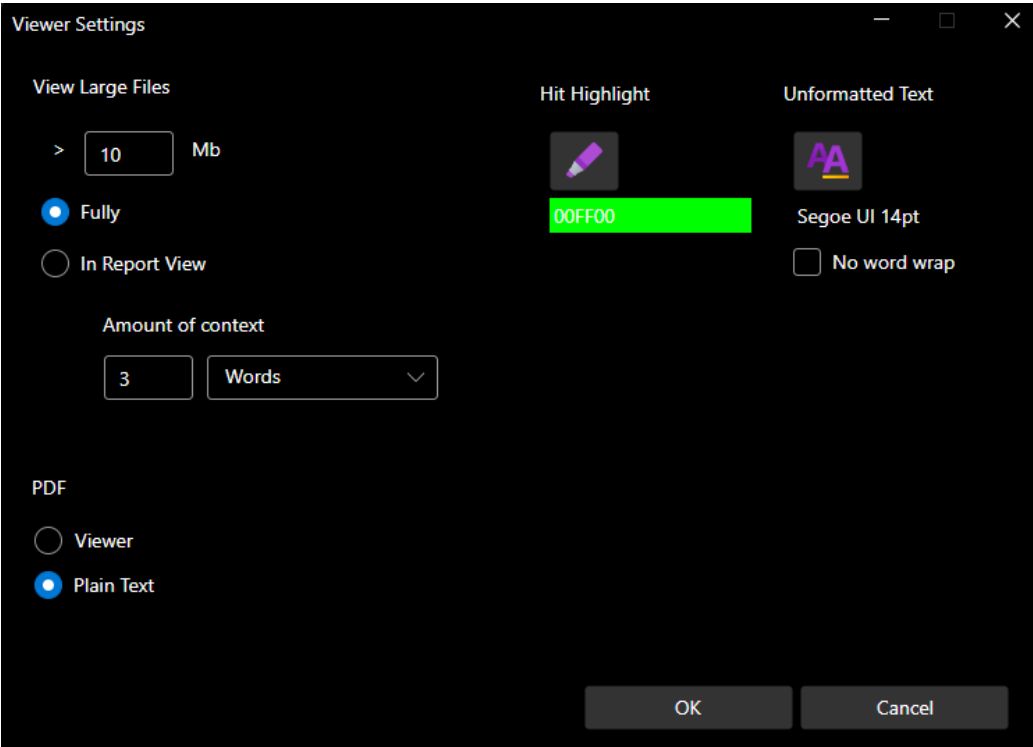 Viewer Settings
View Large Files
> 10 Mb
Fully
In Report View
Amount of context
3 Words
PDF
Viewer
Plain Text
Hit Highlight
00FF00
Unformatted Text
AA
Segoe UI 14pt
No word wrap
OK
Cancel